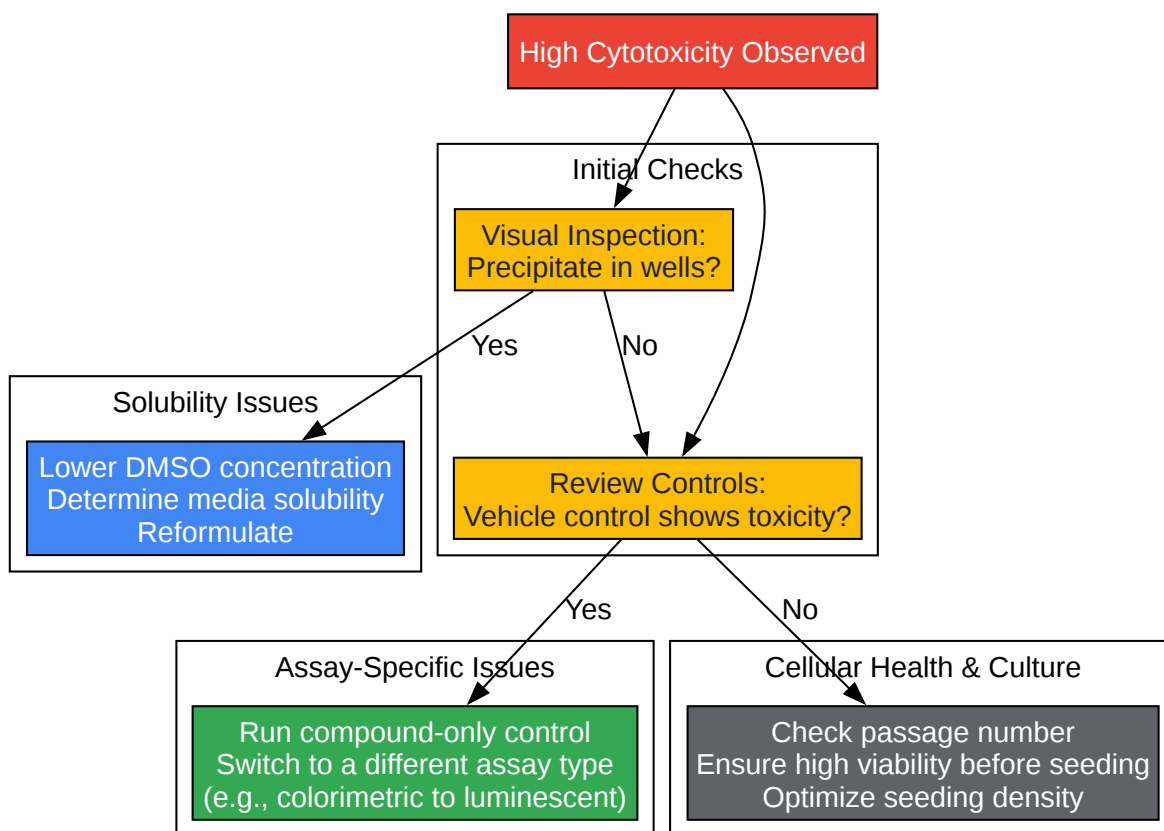 High Cytotoxicity Observed
Initial Checks
Visual Inspection:
Precipitate in wells?
Yes
No
Solubility Issues
Lower DMSO concentration
Determine media solubility
Reformulate
Review Controls:
Vehicle control shows toxicity?
Yes
No
Assay-Specific Issues
Run compound-only control
Switch to a different assay type
(e.g., colorimetric to luminescent)
Cellular Health & Culture
Check passage number
Ensure high viability before seeding
Optimize seeding density